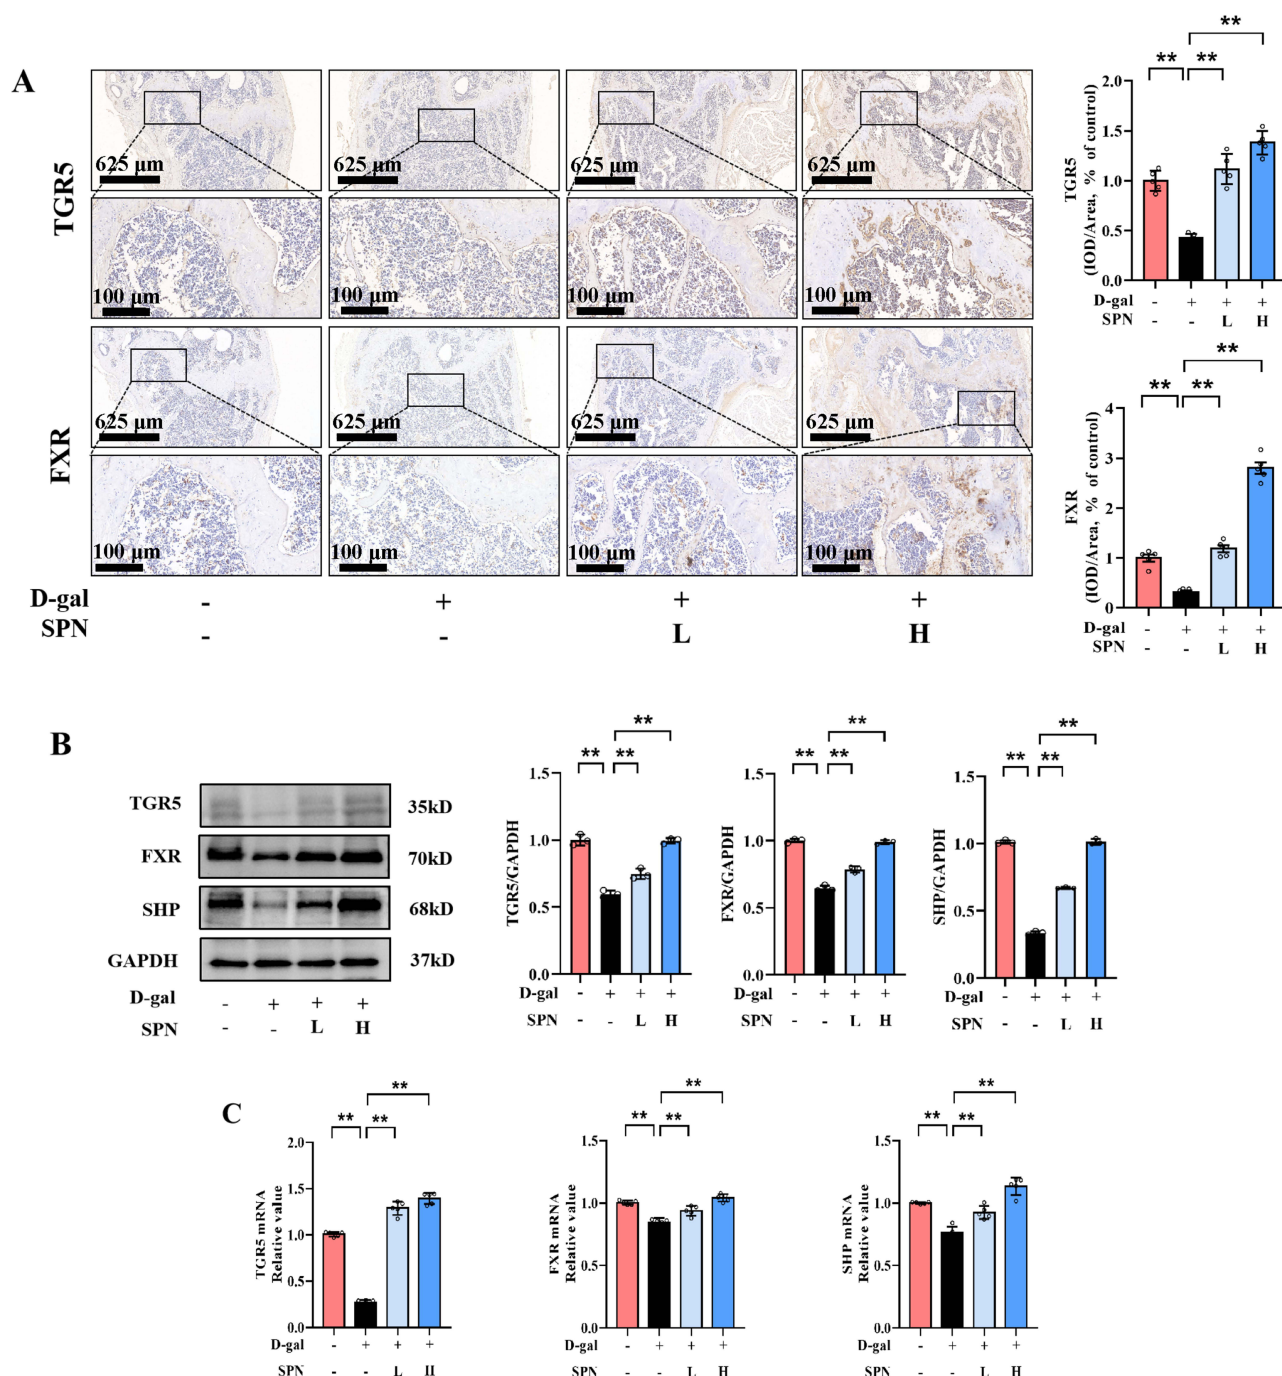 A
TGR5
625 μm 625 μm 625 μm 625 μm
100 μm 100 μm 100 μm 100 μm
FXR
625 μm 625 μm 625 μm 625 μm
100 μm 100 μm 100 μm 100 μm
D-gal - + + +
SPN - - L H
** ** **
TGR5
(IOD/Area, % of control)
2.0
1.5
1.0
0.5
0.0
D-gal - + + +
SPN - - L H
** ** **
FXR
(IOD/Area, % of control)
4
3
2
1
0
D-gal - + + +
SPN - - L H
B
TGR5 35kD
FXR 70kD
SHP 68kD
GAPDH 37kD
D-gal - + + +
SPN - - L H
** ** **
TGR5/GAPDH
1.5
1.0
0.5
0.0
D-gal - + + +
SPN - - L H
** ** **
FXR/GAPDH
1.5
1.0
0.5
0.0
D-gal - + + +
SPN - - L H
** ** **
SHP/GAPDH
1.5
1.0
0.5
0.0
D-gal - + + +
SPN - - L H
C
** ** **
TGR5 mRNA
Relative value
2.0
1.5
1.0
0.5
0.0
D-gal - + + +
SPN - - L H
** ** **
FXR mRNA
Relative value
1.5
1.0
0.5
0.0
D-gal - + + +
SPN - - L H
** ** **
SHP mRNA
Relative value
1.5
1.0
0.5
0.0
D-gal - + + +
SPN - - L H